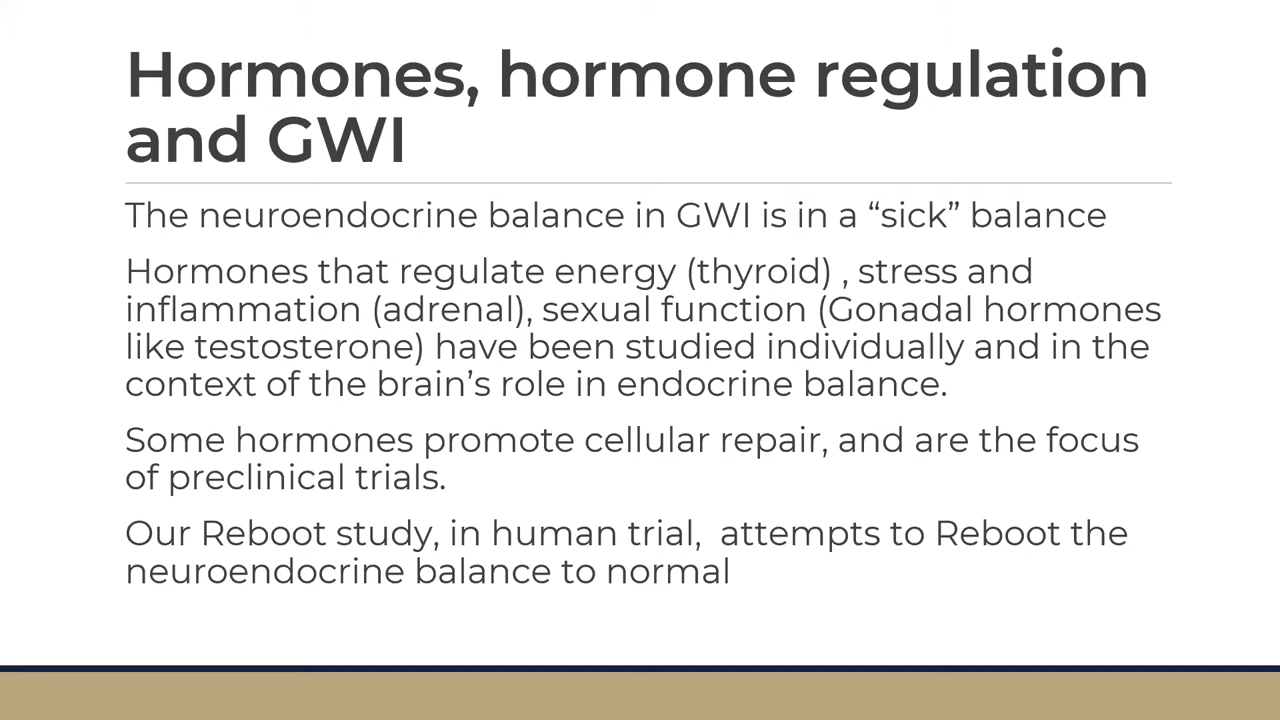 Hormones, hormone regulation
and GWI
The neuroendocrine balance in GWI is in a “sick” balance
Hormones that regulate energy (thyroid) , stress and
inflammation (adrenal), sexual function (Gonadal hormones
like testosterone) have been studied individually and in the
context of the brain’s role in endocrine balance.
Some hormones promote cellular repair, and are the focus
of preclinical trials.
Our Reboot study, in human trial,  attempts to Reboot the
neuroendocrine balance to normal